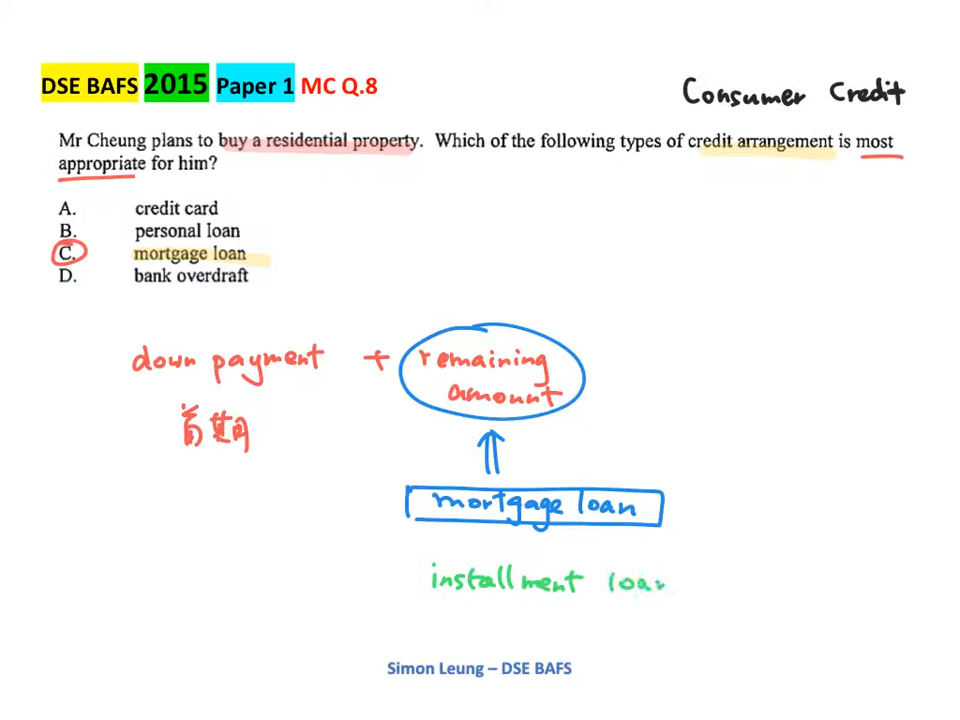 DSE BAFS 2015 Paper 1 MC Q.8
Consumer Credit
Mr Cheung plans to buy a residential property. Which of the following types of credit arrangement is most
appropriate for him?
A. credit card
B. personal loan
C. mortgage loan
D. bank overdraft
down payment + remaining
amount
首期
mortgage loan
installment loan
Simon Leung – DSE BAFS